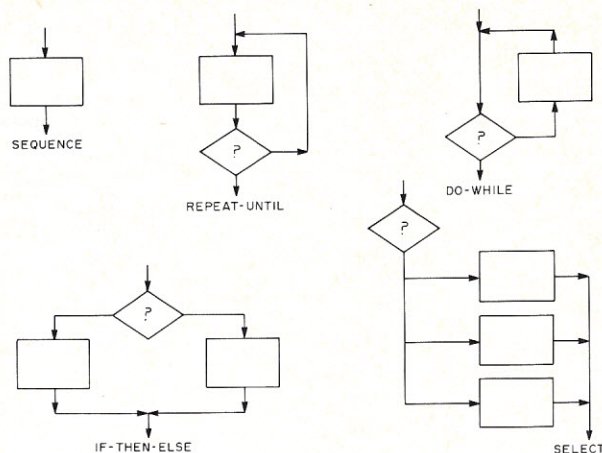 SEQUENCE
?
REPEAT-UNTIL
?
DO-WHILE
?
IF-THEN-ELSE
?
SELECT